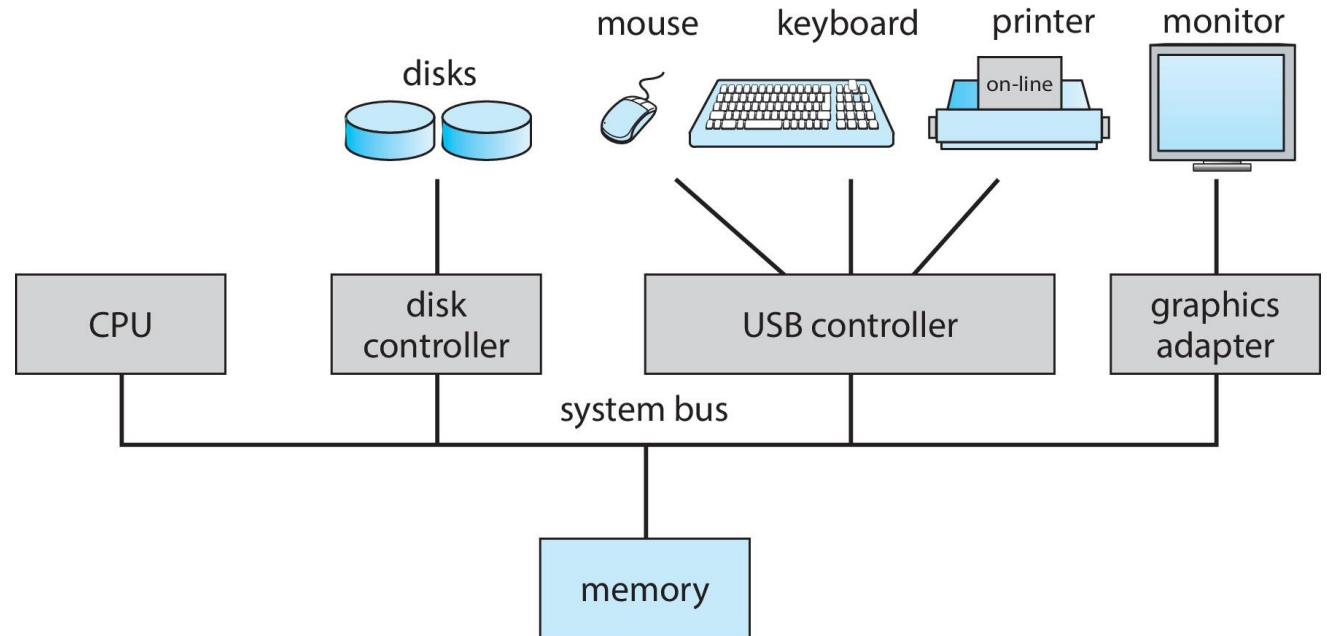 mouse
keyboard
printer
monitor
disks
on-line
CPU
disk
controller
USB controller
graphics
adapter
system bus
memory